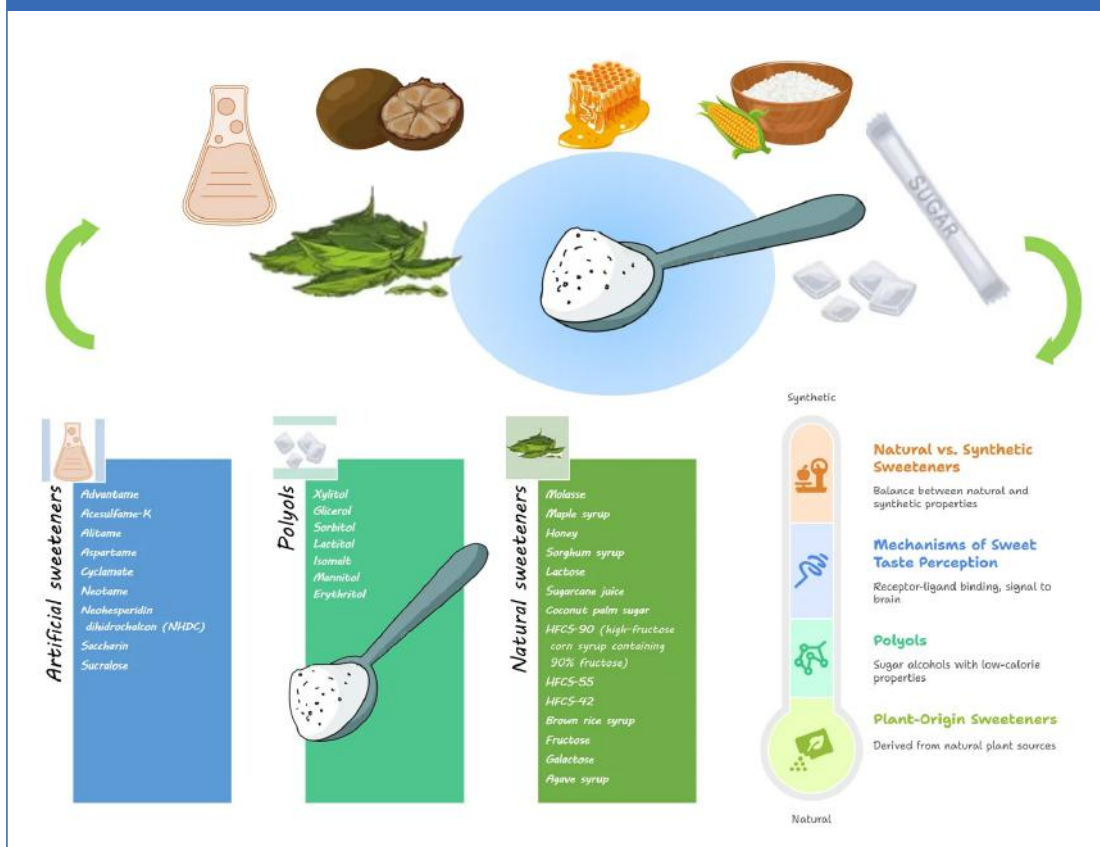 SUGAR
Artificial sweeteners
Advantame
Acesulfame-K
Alitame
Aspartame
Cyclamate
Neotame
Neohesperidin
dihidrochalcon (NHDC)
Saccharin
Sucralose
Polyols
Xylitol
Glicerol
Sorbitol
Lactitol
Isomelt
Mannitol
Erythritol
Natural sweeteners
Molasse
Maple syrup
Honey
Sorghum syrup
Lactose
Sugarcane juice
Coconut palm sugar
HFCS-90 (high-fructose
corn syrup containing
90% fructose)
HFCS-55
HFCS-42
Brown rice syrup
Fructose
Galactose
Agave syrup
Synthetic
Natural vs. Synthetic
Sweeteners
Balance between natural and
synthetic properties
Mechanisms of Sweet
Taste Perception
Receptor-ligand binding, signal to
brain
Polyols
Sugar alcohols with low-calorie
properties
Plant-Origin Sweeteners
Derived from natural plant sources
Natural